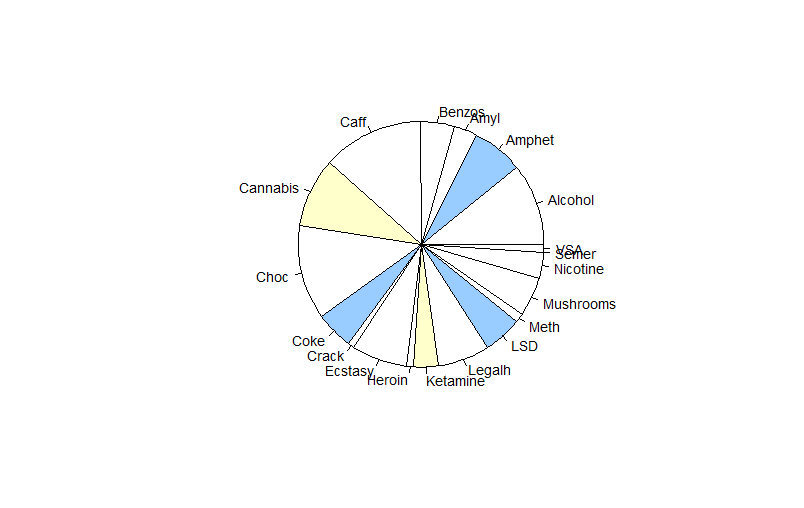 Benzos
Amyl
Caff
Amphet
Cannabis
Alcohol
VSA
Semer
Nicotine
Choc
Mushrooms
Meth
Coke
LSD
Crack
Ecstasy
Legalh
Heroin
Ketamine